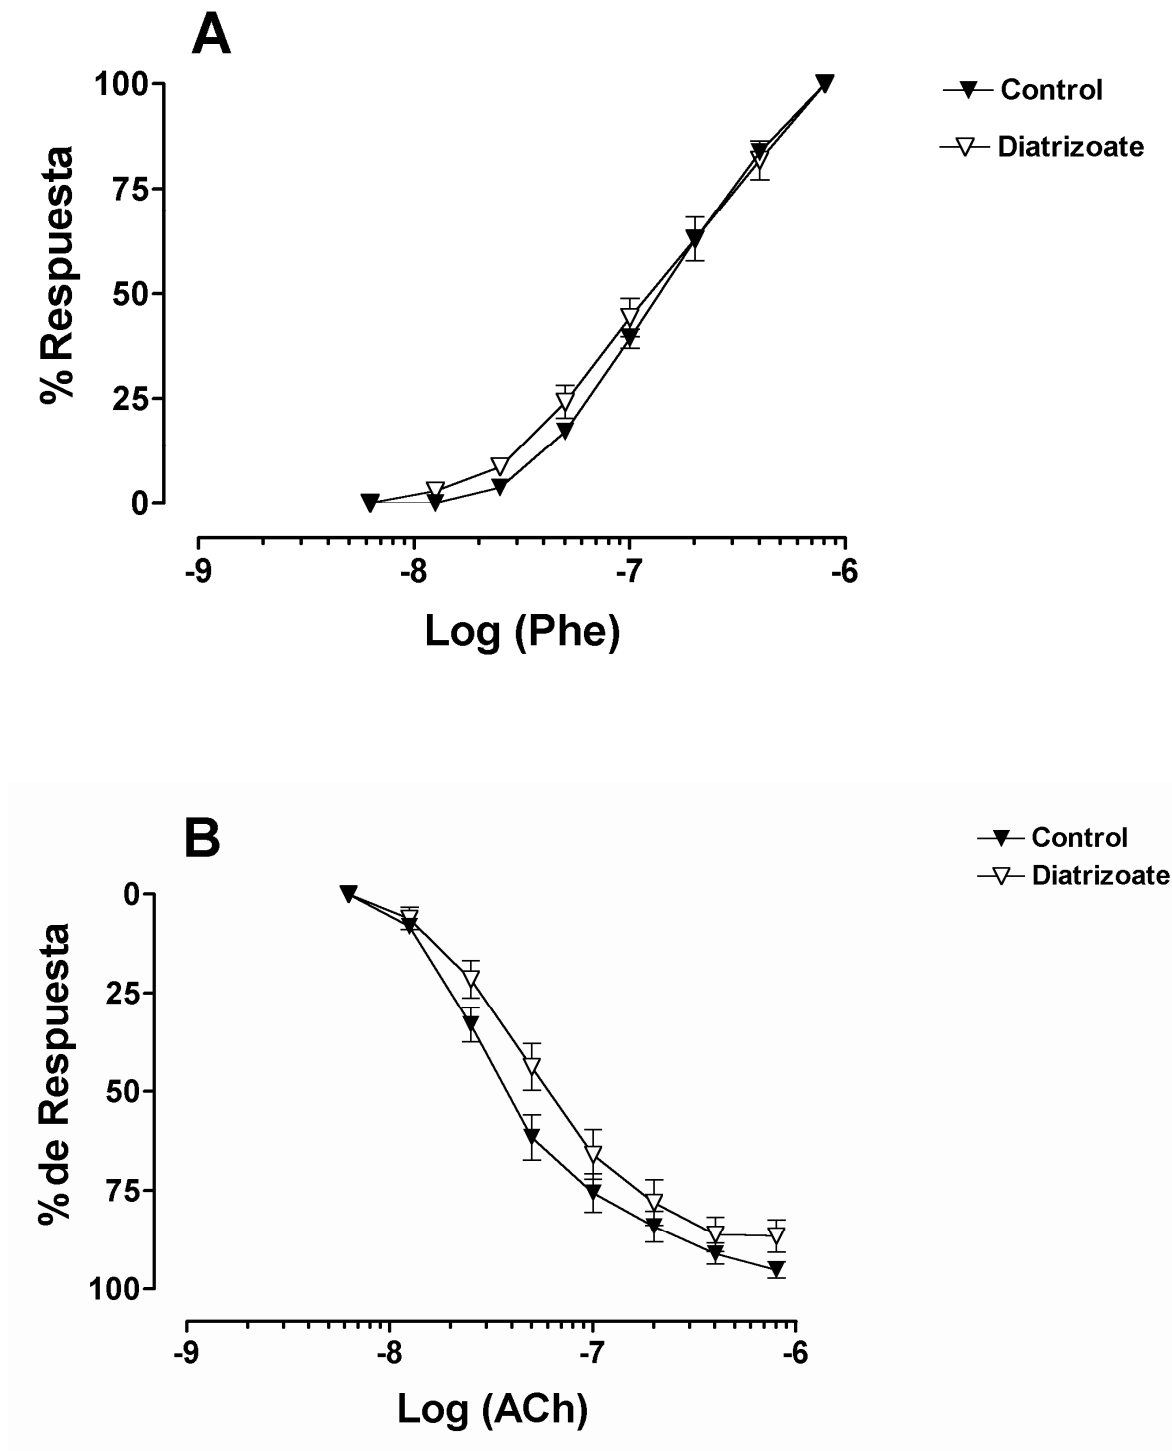 A
Control
Diatrizoate
% Respuesta
100
75
50
25
0
-9 -8 -7 -6
Log (Phe)
B
Control
Diatrizoate
% de Respuesta
0
25
50
75
100
-9 -8 -7 -6
Log (ACh)